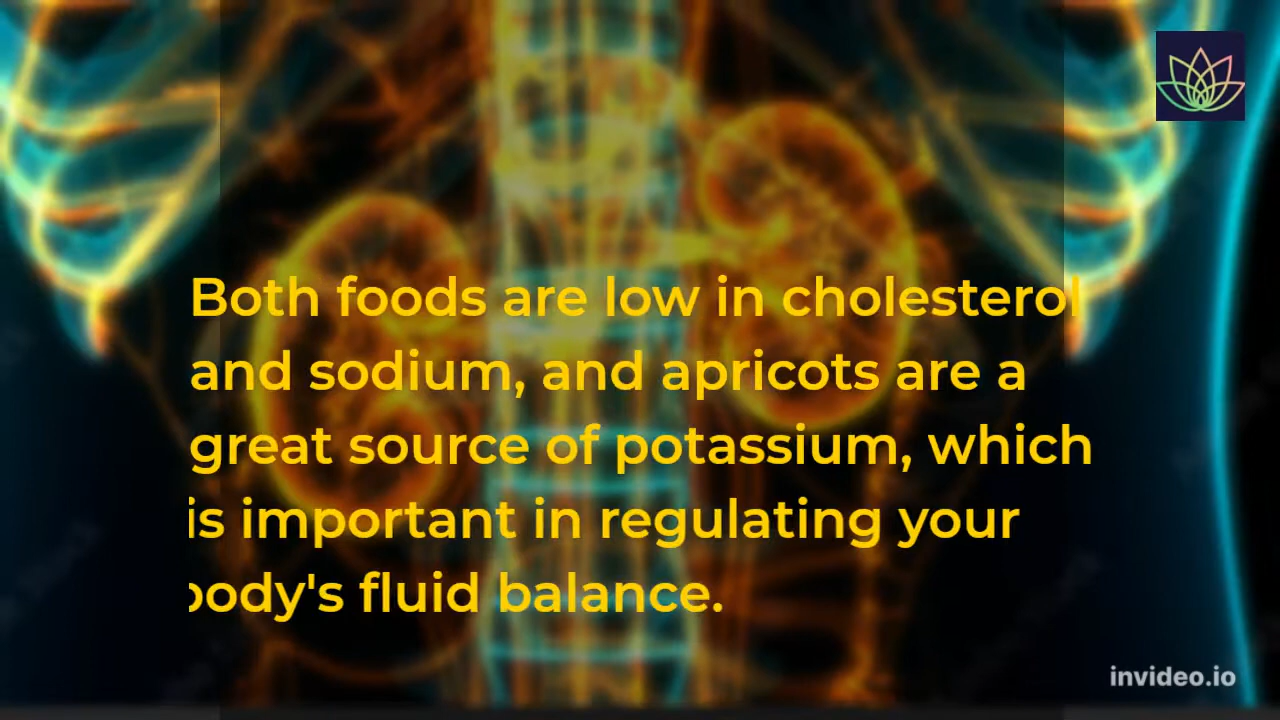 Both foods are low in cholesterol
and sodium, and apricots are a
great source of potassium, which
is important in regulating your
body's fluid balance.
invideo.io